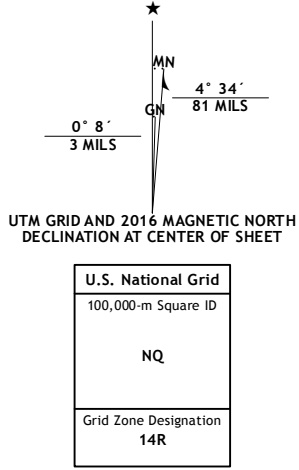 ★
MN
4° 34´
81 MILS
GN
0° 8´
3 MILS
UTM GRID AND 2016 MAGNETIC NORTH
DECLINATION AT CENTER OF SHEET
U.S. National Grid
100,000-m Square ID
NQ
Grid Zone Designation
14R